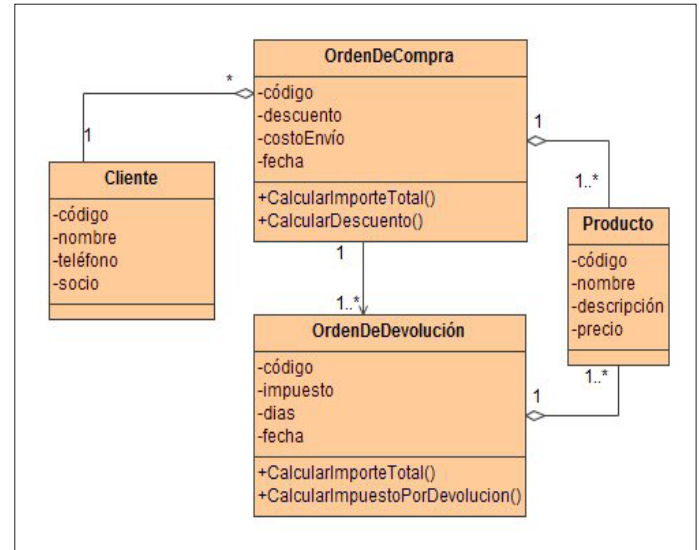 OrdenDeCompra
-código
-descuento
-costoEnvío
-fecha
+CalcularImporteTotal()
+CalcularDescuento()
*
1
Cliente
-código
-nombre
-teléfono
-socio
1
1..*
Producto
-código
-nombre
-descripción
-precio
1
1..*
OrdenDeDevolución
-código
-impuesto
-dias
-fecha
+CalcularImporteTotal()
+CalcularImpuestoPorDevolucion()
1..*
1